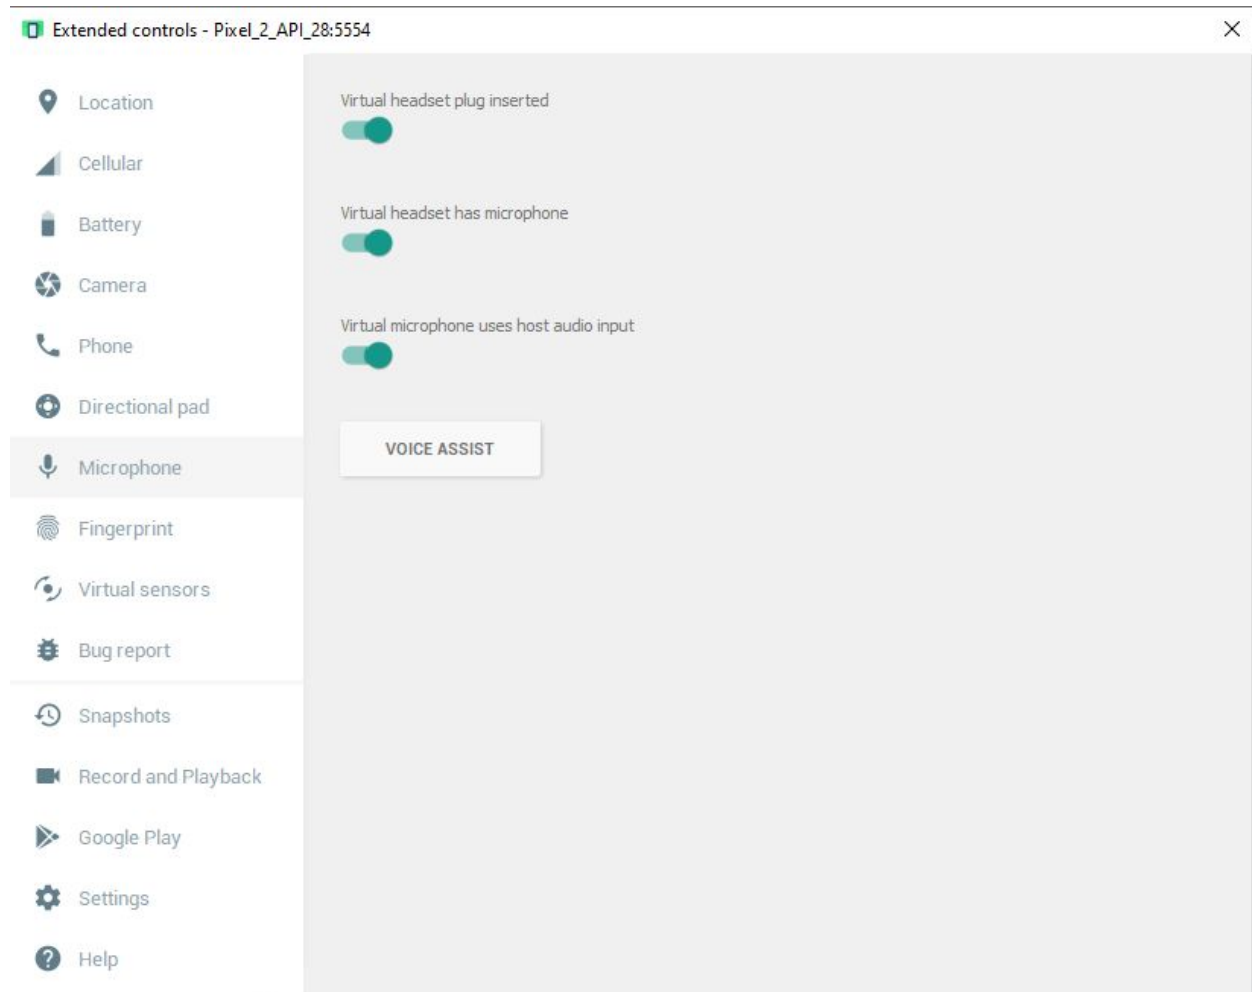 Extended controls - Pixel_2_API_28:5554
Location
Cellular
Battery
Camera
Phone
Directional pad
Microphone
Fingerprint
Virtual sensors
Bug report
Snapshots
Record and Playback
Google Play
Settings
Help
Virtual headset plug inserted
Virtual headset has microphone
Virtual microphone uses host audio input
VOICE ASSIST